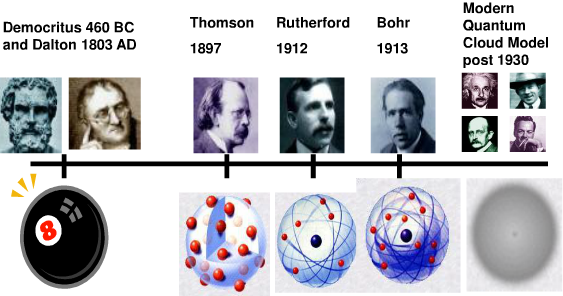 Democritus 460 BC
and Dalton 1803 AD
Thomson
1897
Rutherford
1912
Bohr
1913
Modern
Quantum
Cloud Model
post 1930
8